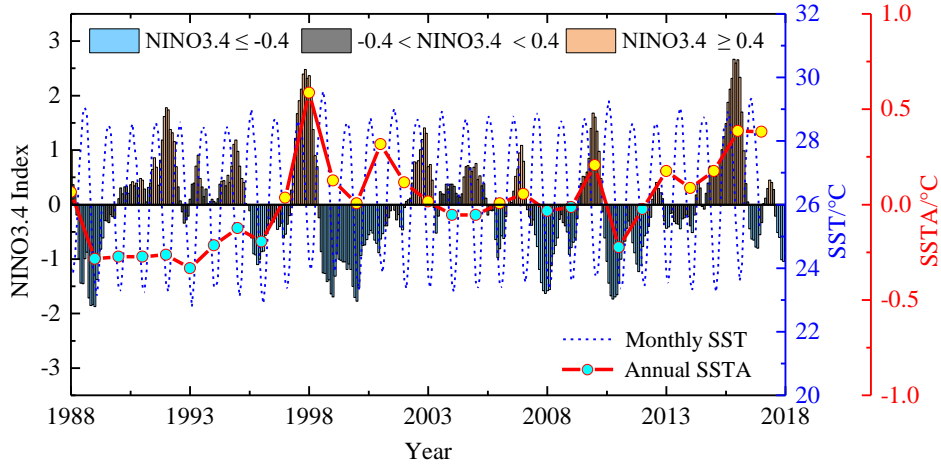 NINO3.4 ≤ -0.4
-0.4 < NINO3.4 < 0.4
NINO3.4 ≥ 0.4
3
2
1
0
-1
-2
-3
NINO3.4 Index
32
30
28
26
24
22
20
SST/°C
1.0
0.5
0.0
-0.5
-1.0
SSTA/°C
Monthly SST
Annual SSTA
1988 1993 1998 2003 2008 2013 2018
Year